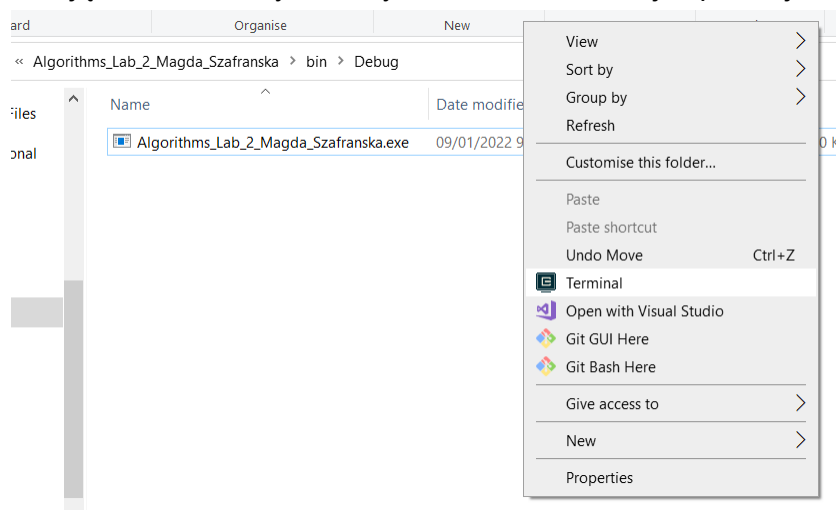 ard Organise New
« Algorithms_Lab_2_Magda_Szafranska > bin > Debug
Files
onal
Name Date modifie
Algorithms_Lab_2_Magda_Szafranska.exe 09/01/2022 9 0 K
View
Sort by
Group by
Refresh
Customise this folder...
Paste
Paste shortcut
Undo Move Ctrl+Z
Terminal
Open with Visual Studio
Git GUI Here
Git Bash Here
Give access to
New
Properties